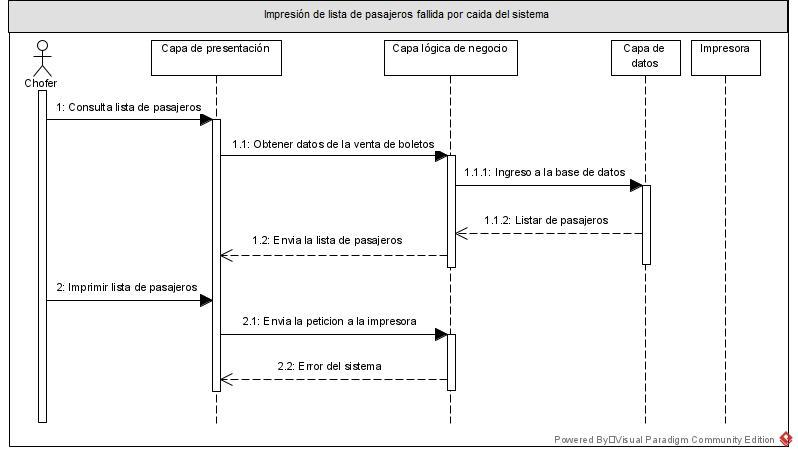 Impresión de lista de pasajeros fallida por caida del sistema
Chofer
Capa de presentación
Capa lógica de negocio
Capa de
datos
Impresora
1: Consulta lista de pasajeros
1.1: Obtener datos de la venta de boletos
1.1.1: Ingreso a la base de datos
1.1.2: Listar de pasajeros
1.2: Envia la lista de pasajeros
2: Imprimir lista de pasajeros
2.1: Envia la peticion a la impresora
2.2: Error del sistema
Powered By Visual Paradigm Community Edition